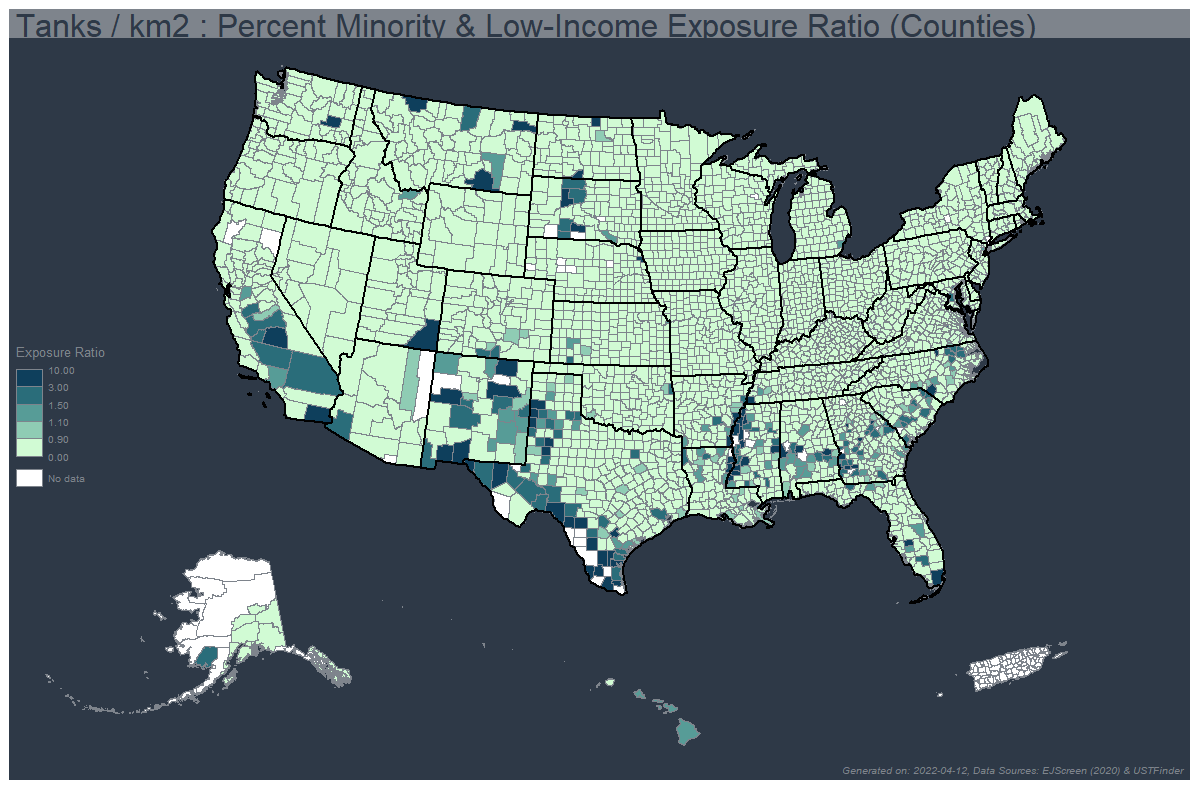 Tanks / km2 : Percent Minority & Low-Income Exposure Ratio (Counties)
Exposure Ratio
10.00
3.00
1.50
1.10
0.90
0.00
No data
Generated on: 2022-04-12, Data Sources: EJScreen (2020) & USTFinder